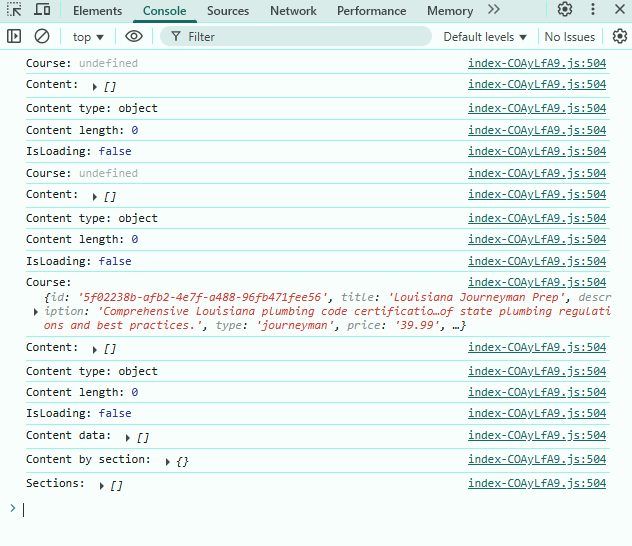 Elements Console Sources Network Performance Memory
top Filter Default levels No Issues
Course: undefined index-COAyLfA9.js:504
Content: [] index-COAyLfA9.js:504
Content type: object index-COAyLfA9.js:504
Content length: 0 index-COAyLfA9.js:504
IsLoading: false index-COAyLfA9.js:504
Course: undefined index-COAyLfA9.js:504
Content: [] index-COAyLfA9.js:504
Content type: object index-COAyLfA9.js:504
Content length: 0 index-COAyLfA9.js:504
IsLoading: false index-COAyLfA9.js:504
Course: index-COAyLfA9.js:504
{id: '5f02238b-afb2-4e7f-a488-96fb471fee56', title: 'Louisiana Journeyman Prep', descr
iption: 'Comprehensive Louisiana plumbing code certificatio…of state plumbing regulati
ons and best practices.', type: 'journeyman', price: '39.99', …}
Content: [] index-COAyLfA9.js:504
Content type: object index-COAyLfA9.js:504
Content length: 0 index-COAyLfA9.js:504
IsLoading: false index-COAyLfA9.js:504
Content data: [] index-COAyLfA9.js:504
Content by section: {} index-COAyLfA9.js:504
Sections: [] index-COAyLfA9.js:504